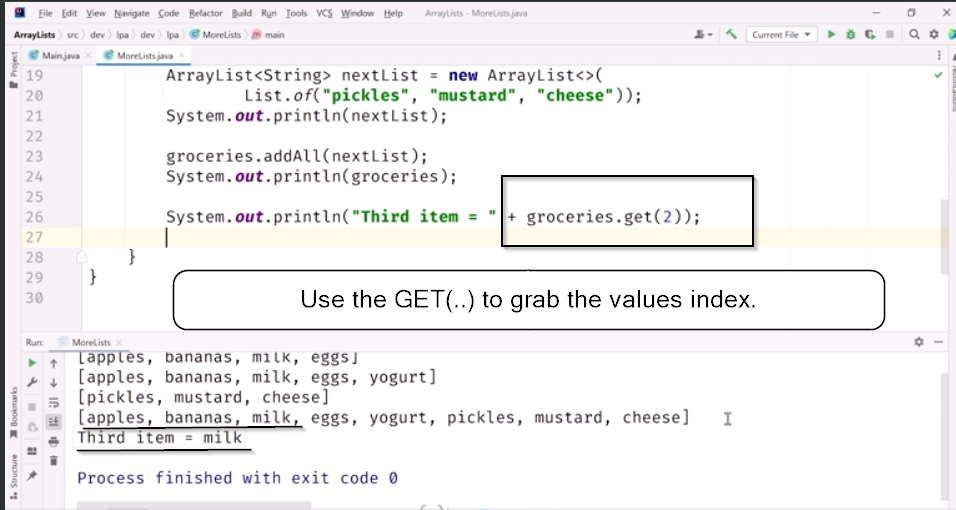 File Edit View Navigate Code Refactor Build Run Tools VCS Window Help ArrayLists - MoreLists.java
ArrayLists src dev lpa dev lpa MoreLists main Current File
Project
Main.java MoreLists.java
19 ArrayList<String> nextList = new ArrayList<>(
20 List.of("pickles", "mustard", "cheese"));
21 System.out.println(nextList);
22
23 groceries.addAll(nextList);
24 System.out.println(groceries);
25
26 System.out.println("Third item = " + groceries.get(2));
27
28 }
29 }
30
Use the GET(..) to grab the values index.
Run: MoreLists
[apples, bananas, milk, eggs]
[apples, bananas, milk, eggs, yogurt]
[pickles, mustard, cheese]
[apples, bananas, milk, eggs, yogurt, pickles, mustard, cheese]
Third item = milk
Process finished with exit code 0
Bookmarks
Structure